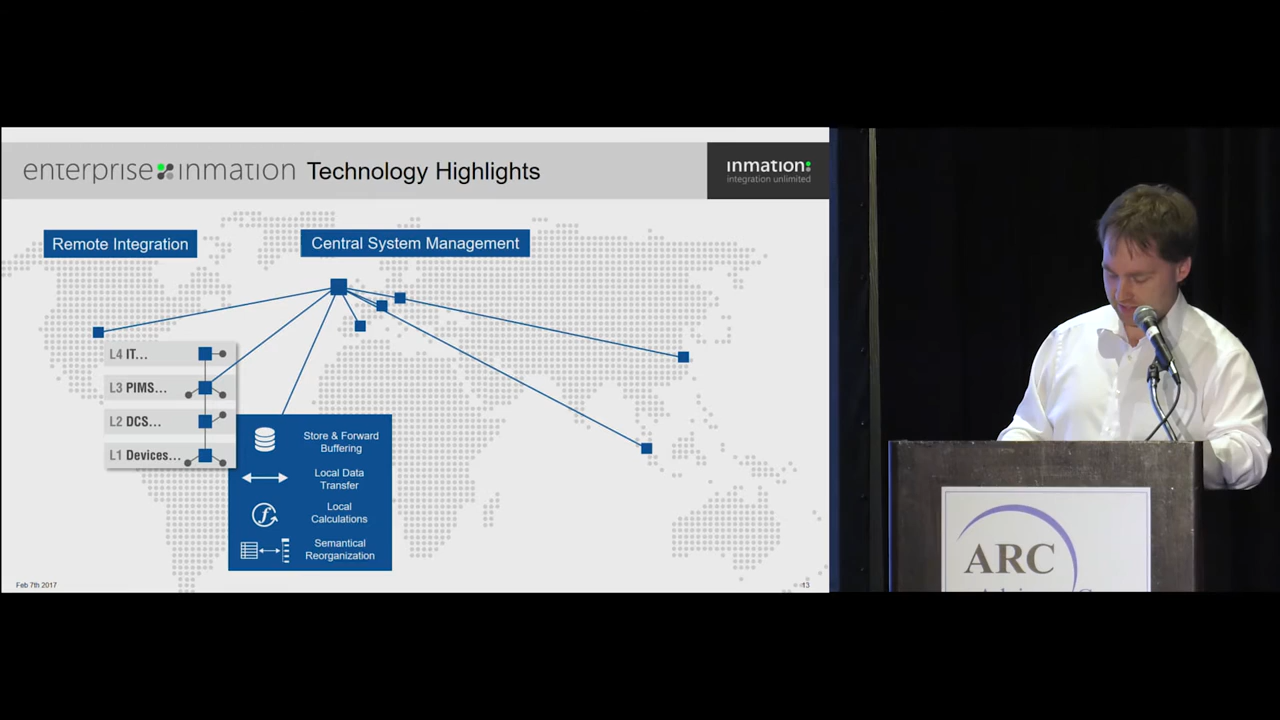 enterprise:inmation Technology Highlights
inmation:
integration unlimited
Remote Integration
Central System Management
L4 IT...
L3 PIMS...
L2 DCS...
L1 Devices...
Store & Forward
Buffering
Local Data
Transfer
Local
Calculations
Semantical
Reorganization
Feb 7th 2017
13
ARC